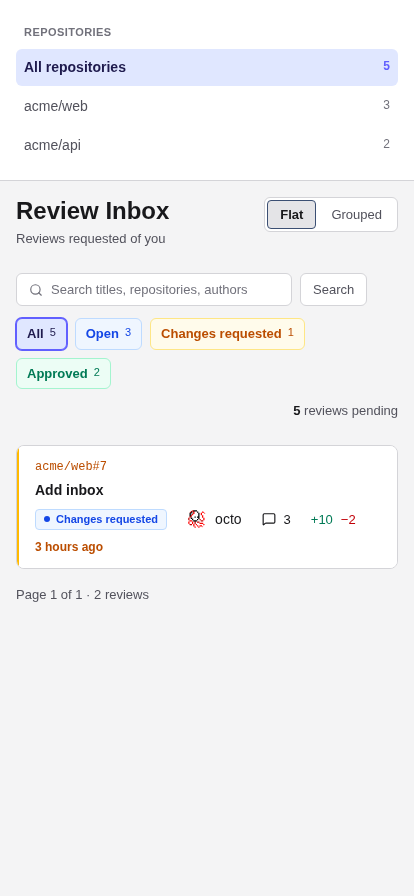 REPOSITORIES
All repositories 5
acme/web 3
acme/api 2
Review Inbox
Flat Grouped
Reviews requested of you
Search titles, repositories, authors Search
All 5 Open 3 Changes requested 1
Approved 2
5 reviews pending
acme/web#7
Add inbox
Changes requested octo 3 +10 −2
3 hours ago
Page 1 of 1 · 2 reviews